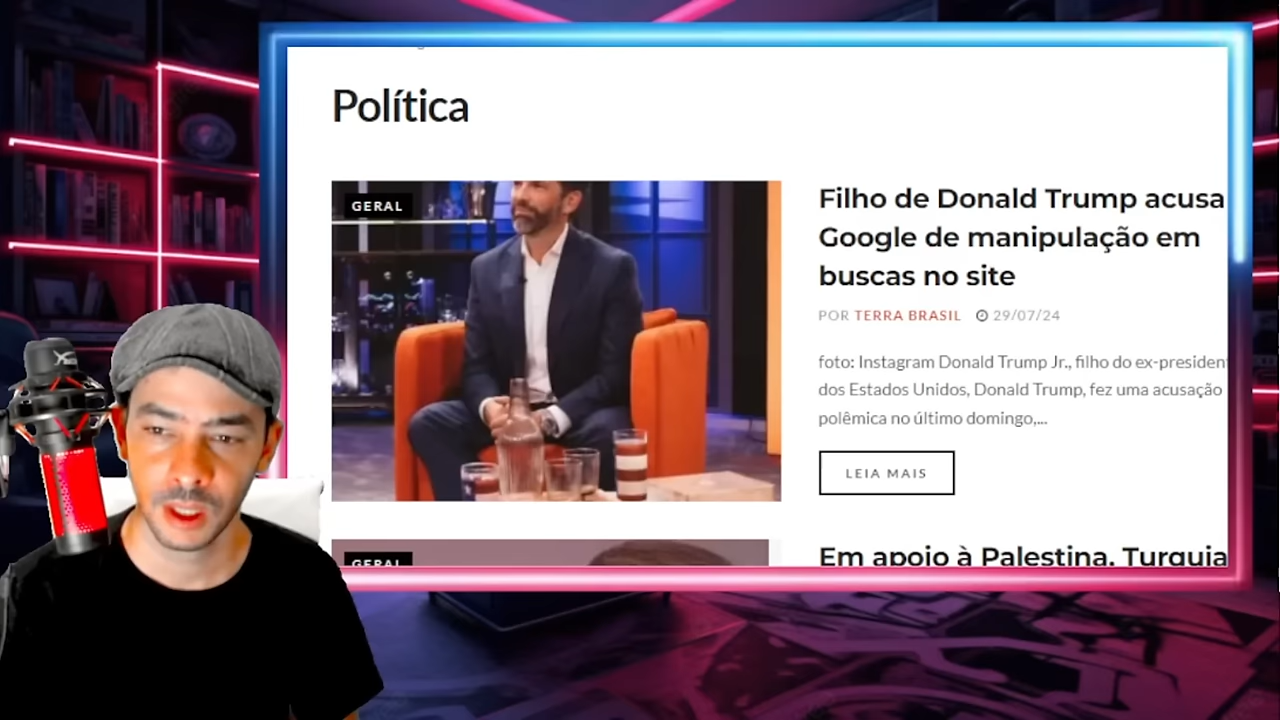 Política
GERAL
Filho de Donald Trump acusa
Google de manipulação em
buscas no site
POR TERRA BRASIL 29/07/24
foto: Instagram Donald Trump Jr., filho do ex-president
dos Estados Unidos, Donald Trump, fez uma acusação
polêmica no último domingo,...
LEIA MAIS
GERAL
Em apoio à Palestina, Turquia